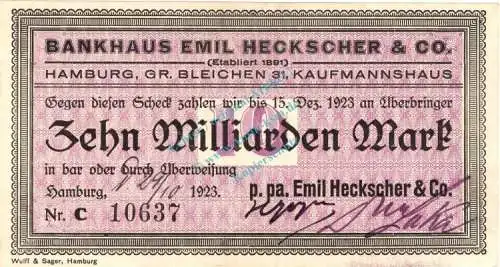 BANKHAUS EMIL HECKSCHER & CO.
(Etabliert 1891)
HAMBURG, GR. BLEICHEN 31, KAUFMANNSHAUS
Gegen diesen Scheck zahlen wir bis 15. Dez. 1923 an Überbringer
10
Zehn Milliarden Mark
in bar oder durch Überweisung
Hamburg, 1923.
p. pa. Emil Heckscher & Co.
Nr. C 10637
Wulff & Sager, Hamburg